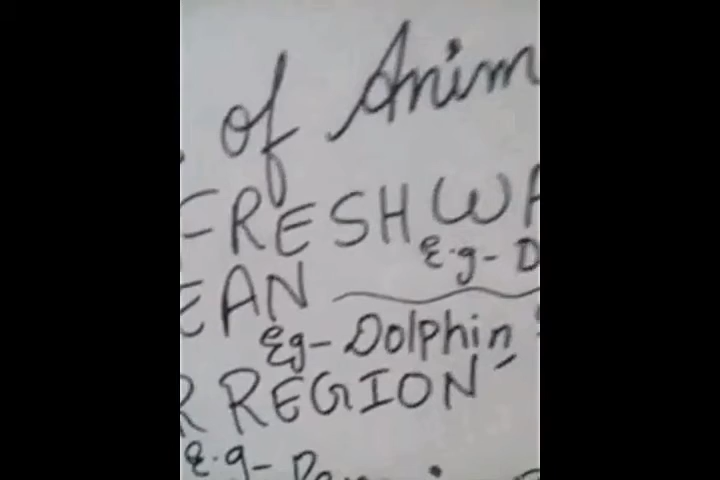 of Anim
FRESHWA
E.g- D
EAN
Eg- Dolphin
R REGION
E.g-